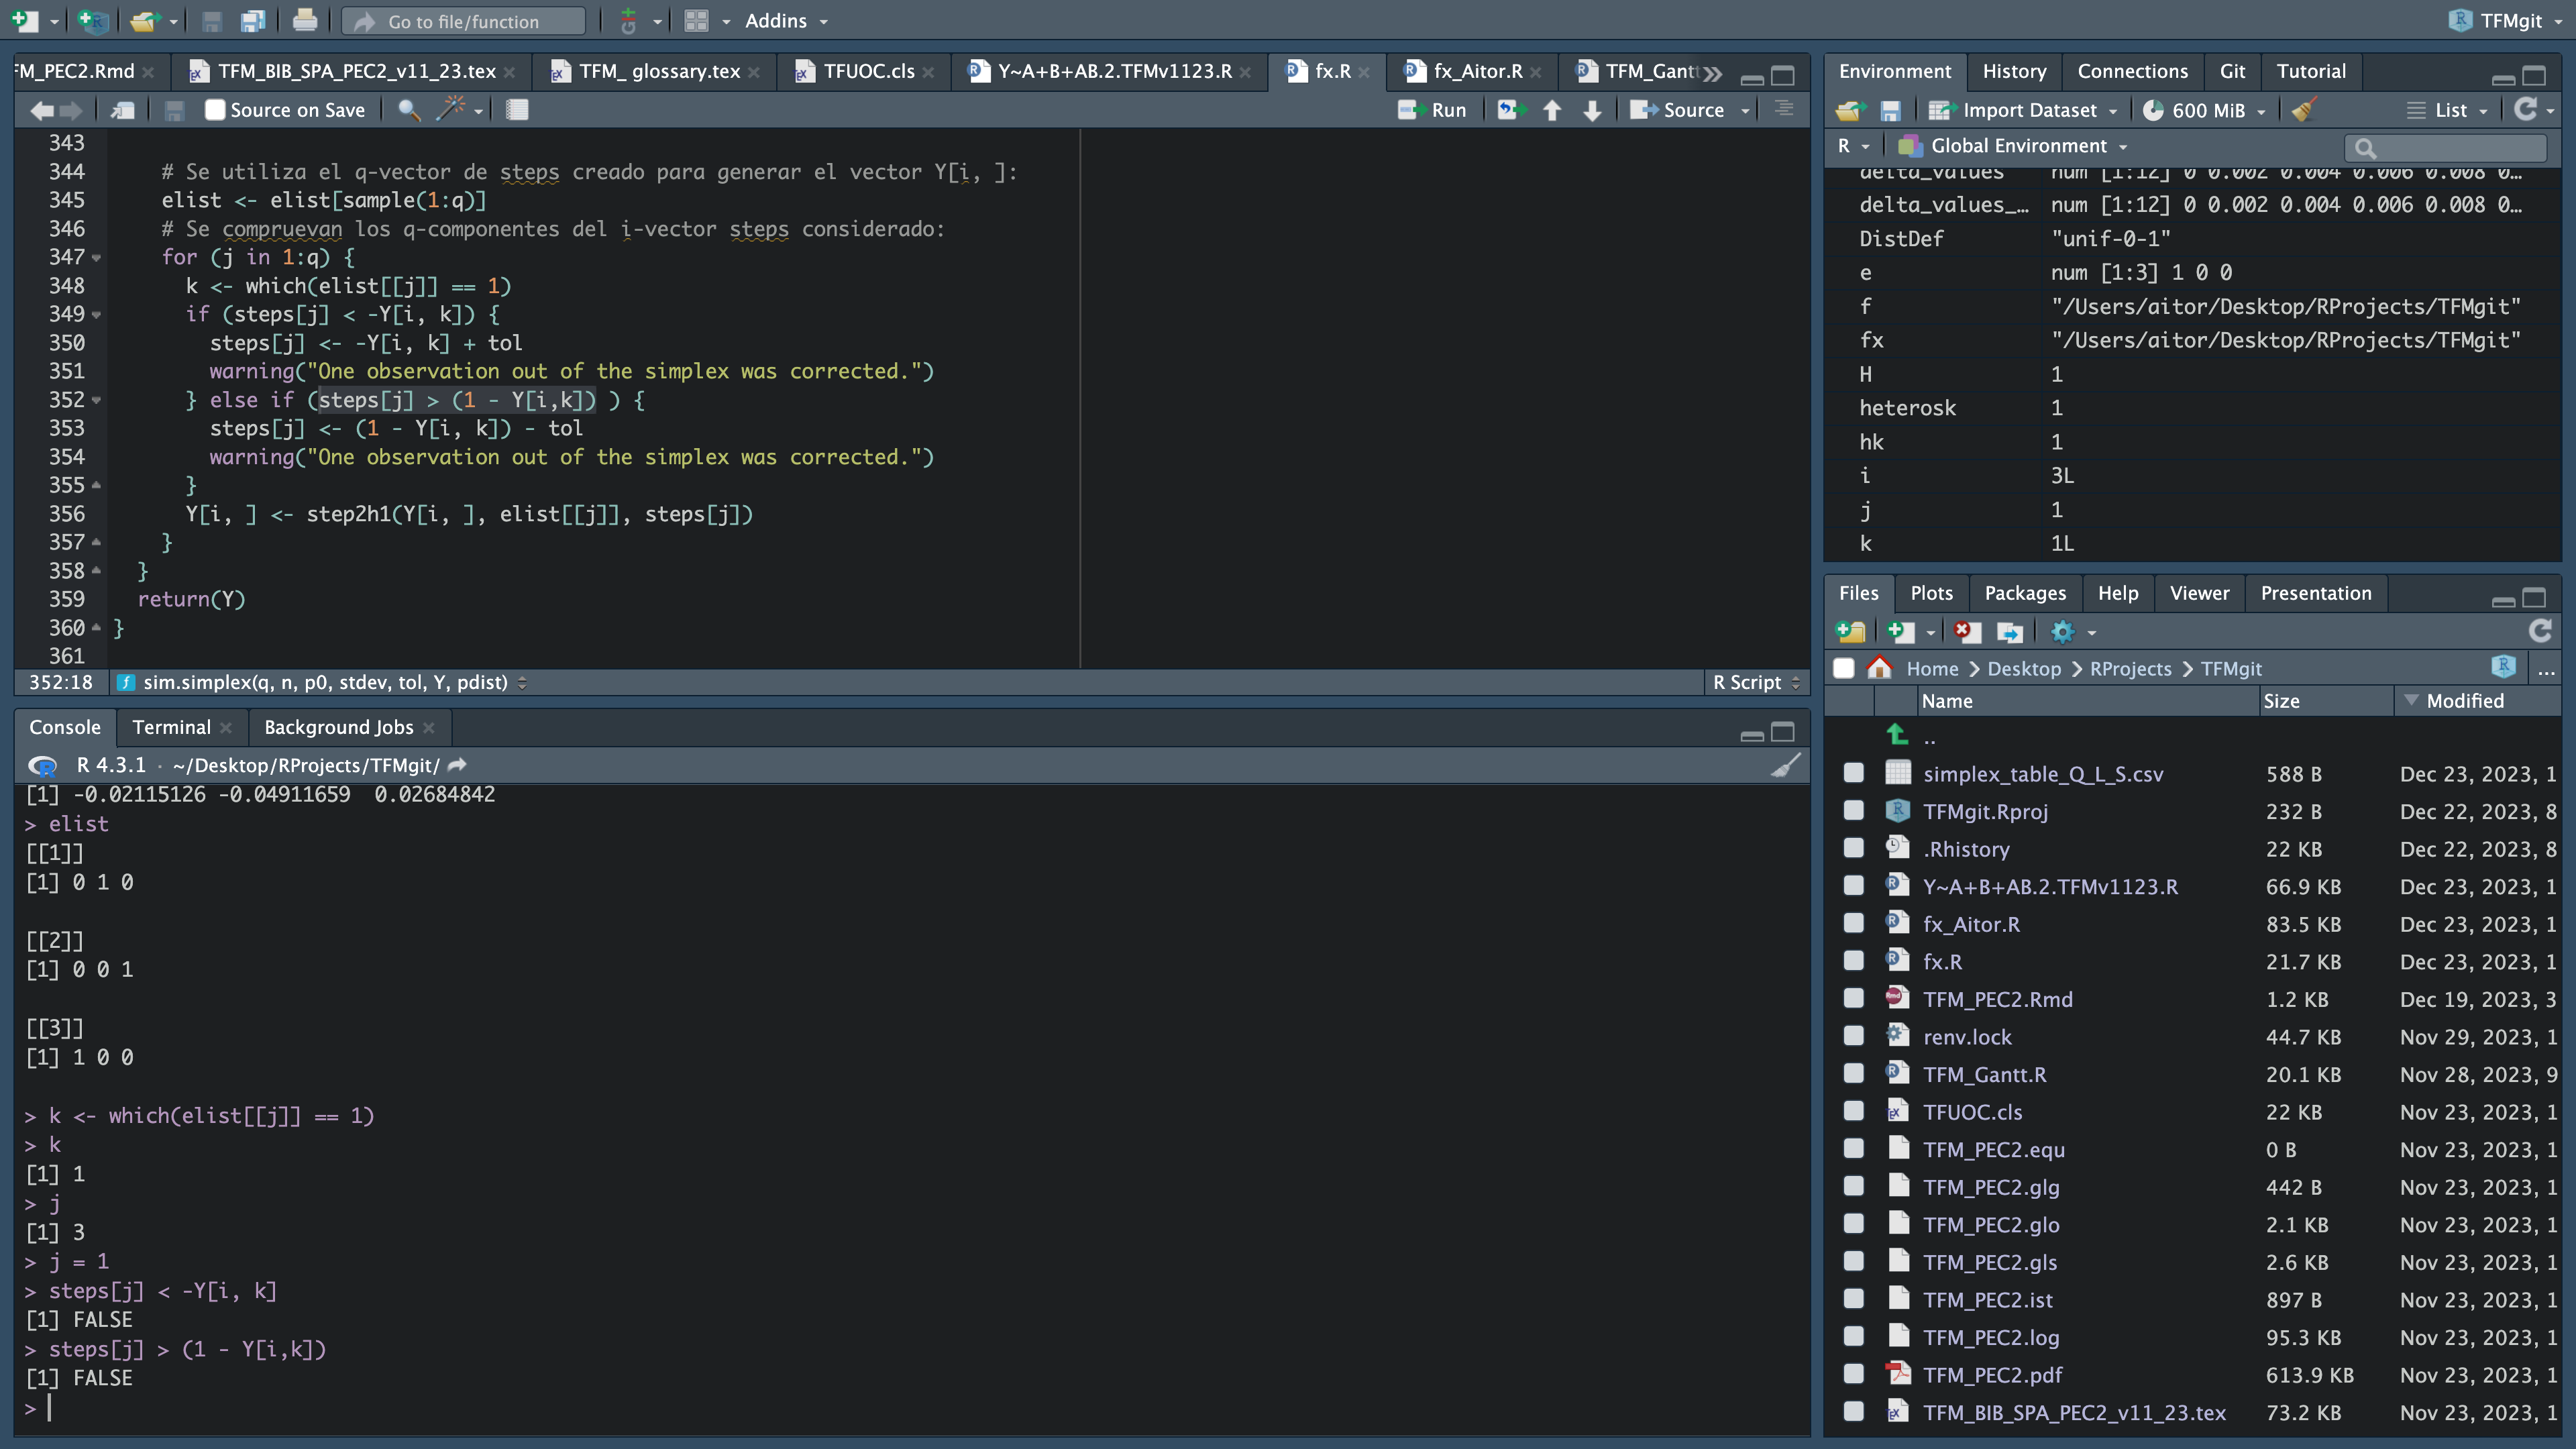 Go to file/function
Addins
TFMgit
FM_PEC2.Rmd
TFM_BIB_SPA_PEC2_v11_23.tex
TFM_ glossary.tex
TFUOC.cls
Y~A+B+AB.2.TFMv1123.R
fx.R
fx_Aitor.R
TFM_Gantt
Source on Save
Run
Source
343
344 # Se utiliza el q-vector de steps creado para generar el vector Y[i, ]:
345 elist <- elist[sample(1:q)]
346 # Se compruevan los q-componentes del i-vector steps considerado:
347 for (j in 1:q) {
348 k <- which(elist[[j]] == 1)
349 if (steps[j] < -Y[i, k]) {
350 steps[j] <- -Y[i, k] + tol
351 warning("One observation out of the simplex was corrected.")
352 } else if (steps[j] > (1 - Y[i,k]) ) {
353 steps[j] <- (1 - Y[i, k]) - tol
354 warning("One observation out of the simplex was corrected.")
355 }
356 Y[i, ] <- step2h1(Y[i, ], elist[[j]], steps[j])
357 }
358 }
359 return(Y)
360 }
361
352:18 sim.simplex(q, n, p0, stdev, tol, Y, pdist) R Script
Console
Terminal
Background Jobs
R 4.3.1 · ~/Desktop/RProjects/TFMgit/
[1] -0.02115126 -0.04911659 0.02684842
> elist
[[1]]
[1] 0 1 0
[[2]]
[1] 0 0 1
[[3]]
[1] 1 0 0
> k <- which(elist[[j]] == 1)
> k
[1] 1
> j
[1] 3
> j = 1
> steps[j] < -Y[i, k]
[1] FALSE
> steps[j] > (1 - Y[i,k])
[1] FALSE
>
Environment
History
Connections
Git
Tutorial
Import Dataset
600 MiB
List
R
Global Environment
delta_values num [1:12] 0 0.002 0.004 0.006 0.008 0…
delta_values_… num [1:12] 0 0.002 0.004 0.006 0.008 0…
DistDef "unif-0-1"
e num [1:3] 1 0 0
f "/Users/aitor/Desktop/RProjects/TFMgit"
fx "/Users/aitor/Desktop/RProjects/TFMgit"
H 1
heterosk 1
hk 1
i 3L
j 1
k 1L
Files
Plots
Packages
Help
Viewer
Presentation
Home
Desktop
RProjects
TFMgit
...
Name Size Modified
..
simplex_table_Q_L_S.csv 588 B Dec 23, 2023, 1
TFMgit.Rproj 232 B Dec 22, 2023, 8
.Rhistory 22 KB Dec 22, 2023, 8
Y~A+B+AB.2.TFMv1123.R 66.9 KB Dec 23, 2023, 1
fx_Aitor.R 83.5 KB Dec 23, 2023, 1
fx.R 21.7 KB Dec 23, 2023, 1
TFM_PEC2.Rmd 1.2 KB Dec 19, 2023, 3
renv.lock 44.7 KB Nov 29, 2023, 1
TFM_Gantt.R 20.1 KB Nov 28, 2023, 9
TFUOC.cls 22 KB Nov 23, 2023, 1
TFM_PEC2.equ 0 B Nov 23, 2023, 1
TFM_PEC2.glg 442 B Nov 23, 2023, 1
TFM_PEC2.glo 2.1 KB Nov 23, 2023, 1
TFM_PEC2.gls 2.6 KB Nov 23, 2023, 1
TFM_PEC2.ist 897 B Nov 23, 2023, 1
TFM_PEC2.log 95.3 KB Nov 23, 2023, 1
TFM_PEC2.pdf 613.9 KB Nov 23, 2023, 1
TFM_BIB_SPA_PEC2_v11_23.tex 73.2 KB Nov 23, 2023, 1